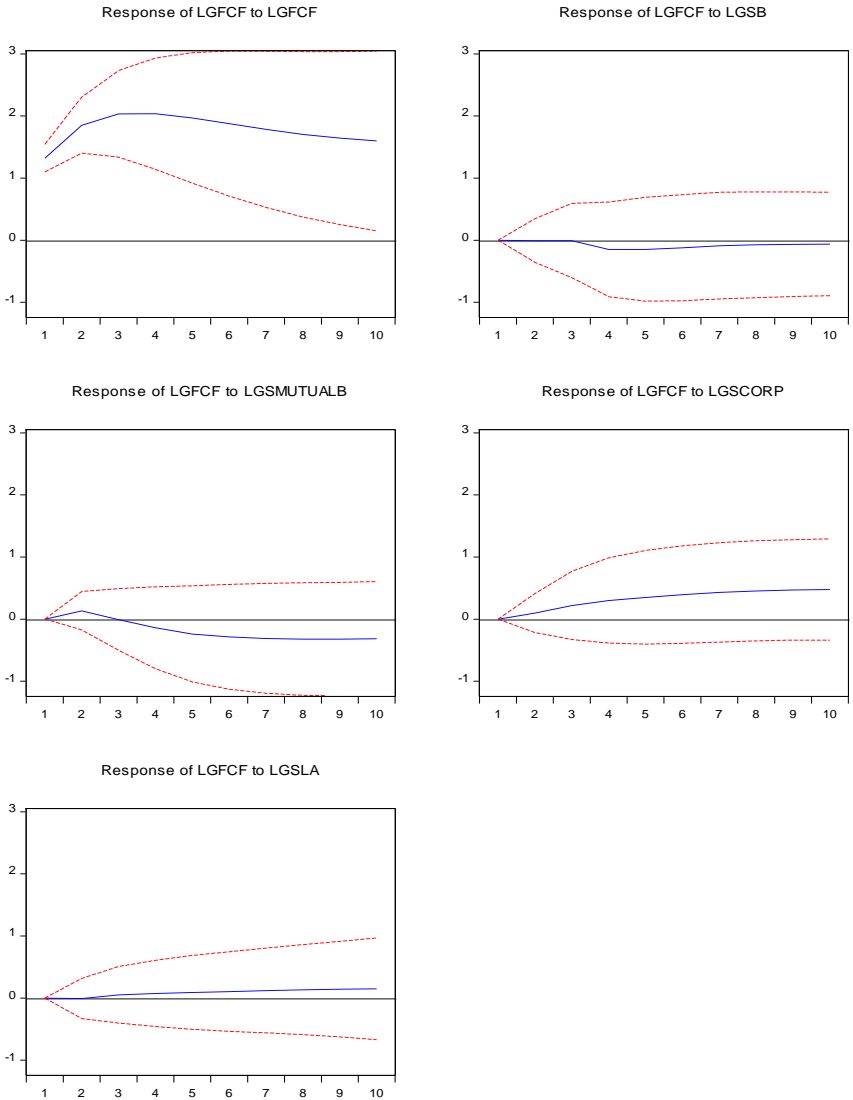 Response of LGFCF to LGFCF
3
2
1
0
-1
1 2 3 4 5 6 7 8 9 10
Response of LGFCF to LGSB
3
2
1
0
-1
1 2 3 4 5 6 7 8 9 10
Response of LGFCF to LGSMUTUALB
3
2
1
0
-1
1 2 3 4 5 6 7 8 9 10
Response of LGFCF to LGSCORP
3
2
1
0
-1
1 2 3 4 5 6 7 8 9 10
Response of LGFCF to LGSLA
3
2
1
0
-1
1 2 3 4 5 6 7 8 9 10